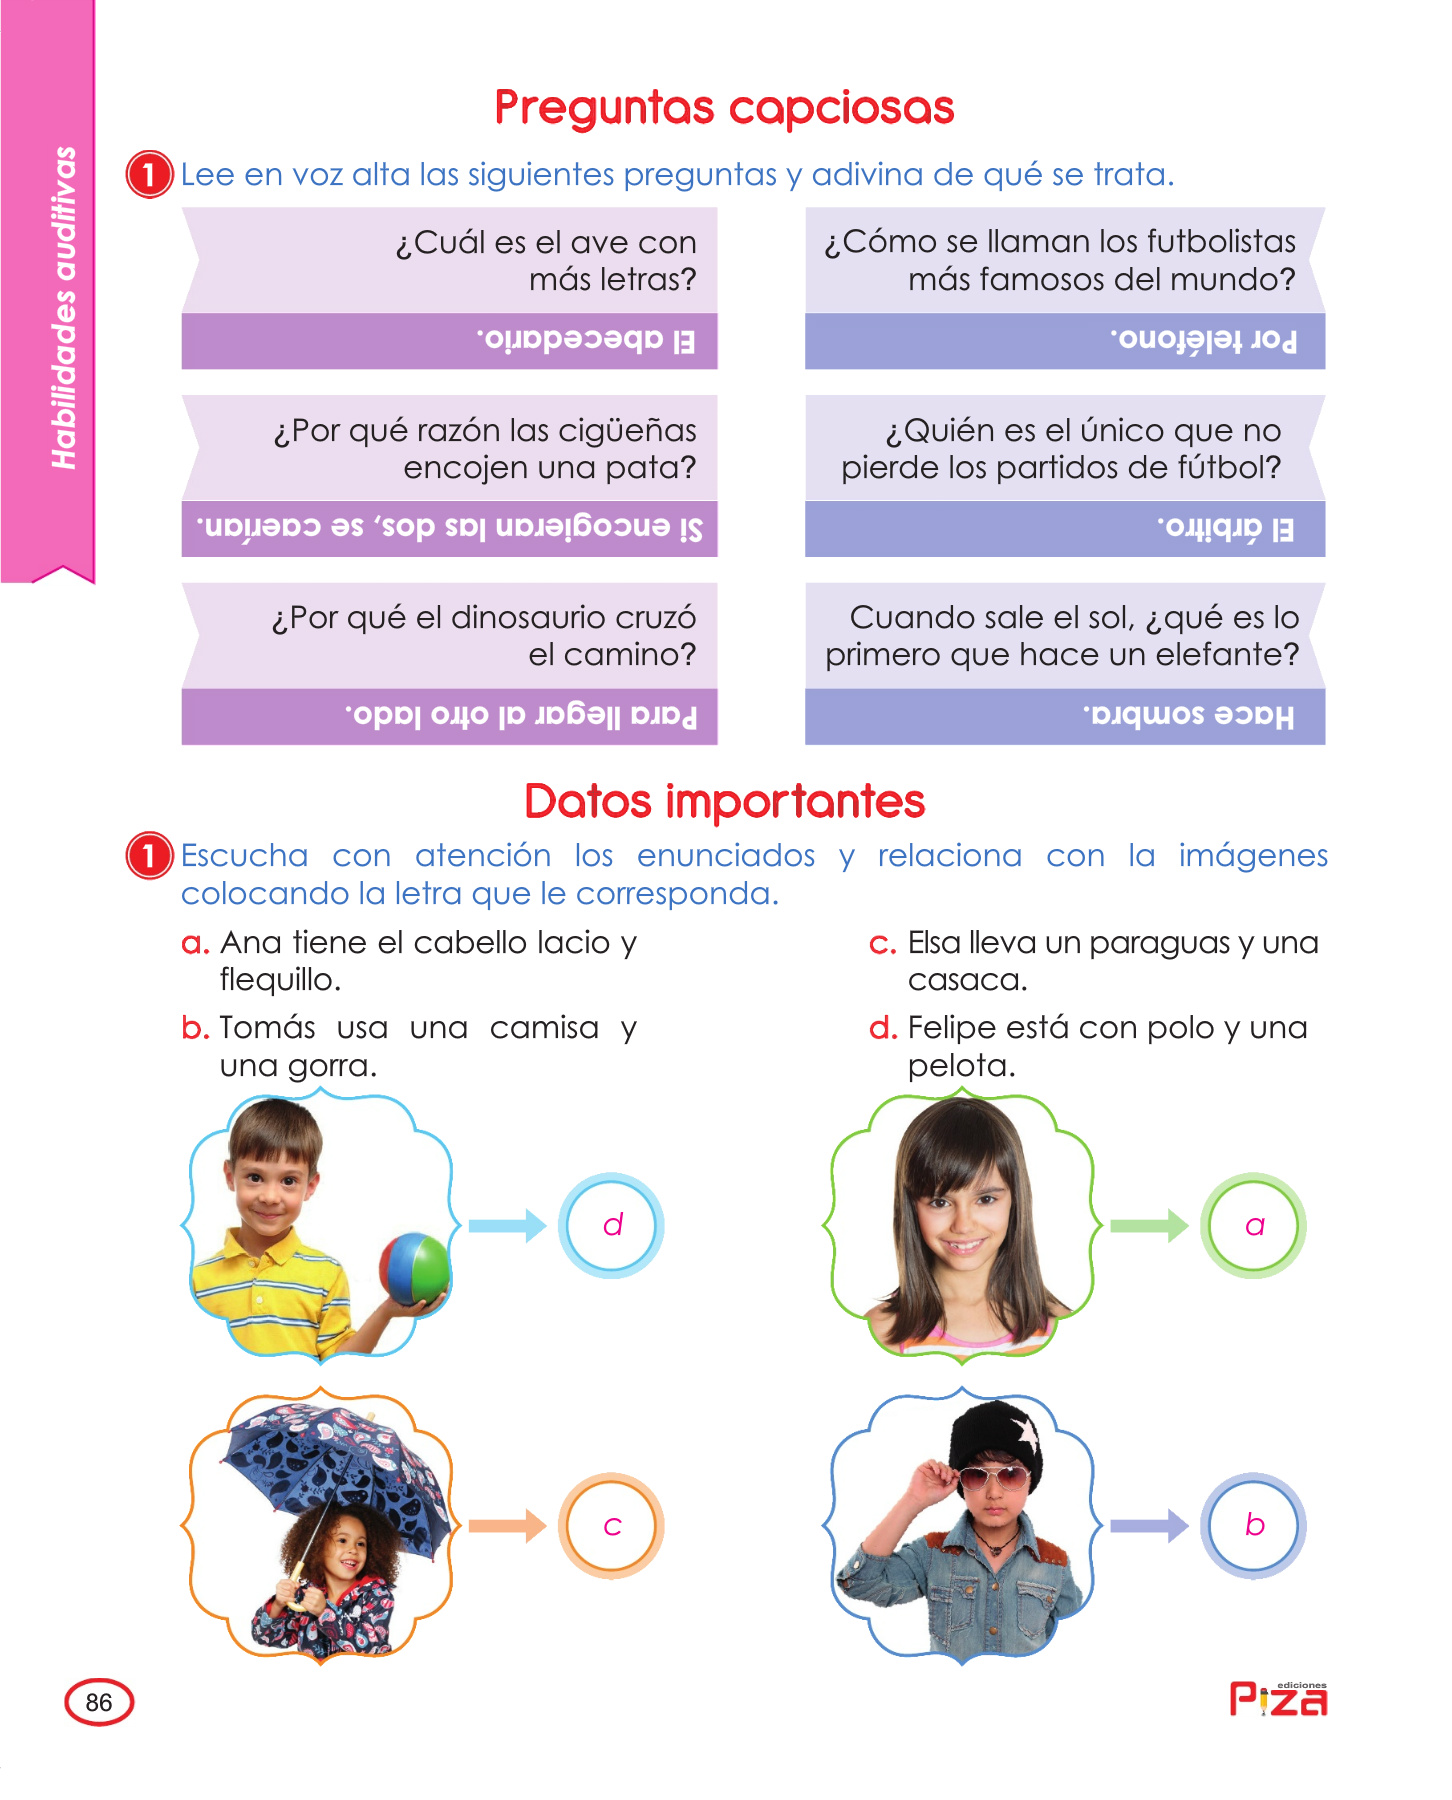 Habilidades auditivas
Preguntas capciosas
1 Lee en voz alta las siguientes preguntas y adivina de qué se trata.
¿Cuál es el ave con
más letras?
El abecedario.
¿Cómo se llaman los futbolistas
más famosos del mundo?
Por teléfono.
¿Por qué razón las cigüeñas
encojen una pata?
Si encogieran las dos, se caerían.
¿Quién es el único que no
pierde los partidos de fútbol?
El árbitro.
¿Por qué el dinosaurio cruzó
el camino?
Para llegar al otro lado.
Cuando sale el sol, ¿qué es lo
primero que hace un elefante?
Hace sombra.
Datos importantes
1 Escucha con atención los enunciados y relaciona con la imágenes
colocando la letra que le corresponda.
a. Ana tiene el cabello lacio y
flequillo.
b. Tomás usa una camisa y
una gorra.
c. Elsa lleva un paraguas y una
casaca.
d. Felipe está con polo y una
pelota.
d
a
c
b
86
ediciones
Piza